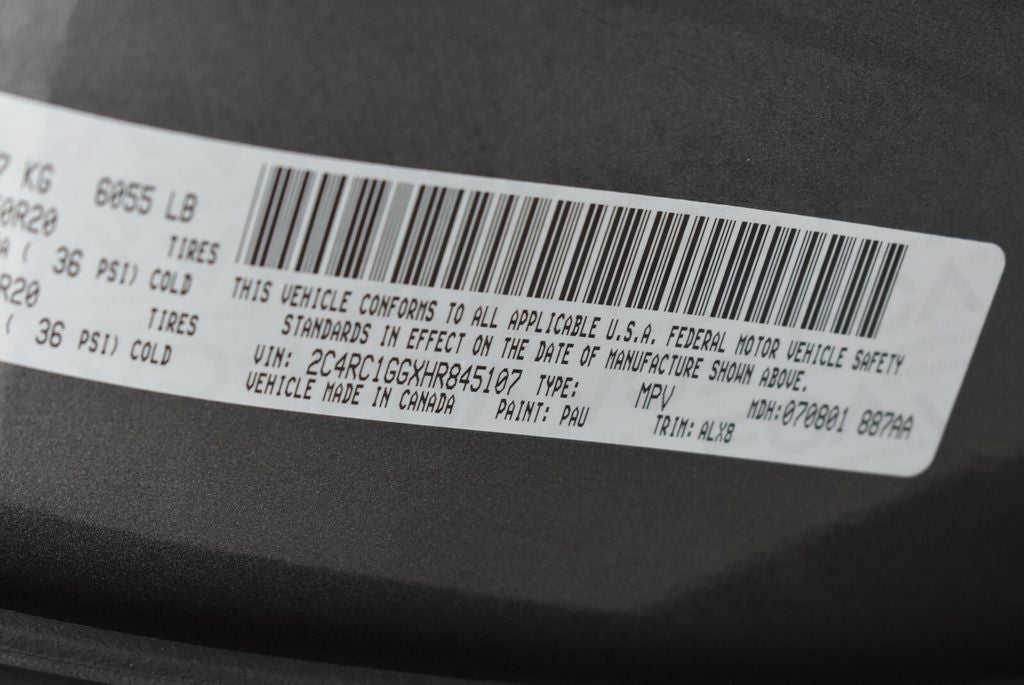 7 KG 6055 LB
0R20 TIRES
A ( 36 PSI) COLD
R20 TIRES
( 36 PSI) COLD
THIS VEHICLE CONFORMS TO ALL APPLICABLE U.S.A. FEDERAL MOTOR VEHICLE SAFETY
STANDARDS IN EFFECT ON THE DATE OF MANUFACTURE SHOWN ABOVE.
VIN: 2C4RC1GGXHR845107 TYPE: MPV MDH:070801 887AA
VEHICLE MADE IN CANADA PAINT: PAU TRIM: ALX8